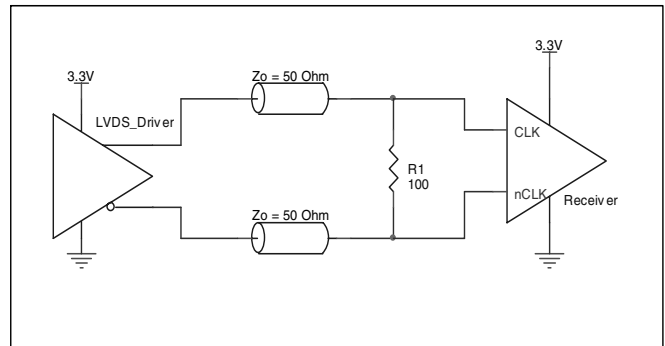 3.3V
LVDS_Driver
Zo = 50 Ohm
Zo = 50 Ohm
R1
100
3.3V
CLK
nCLK
Receiver